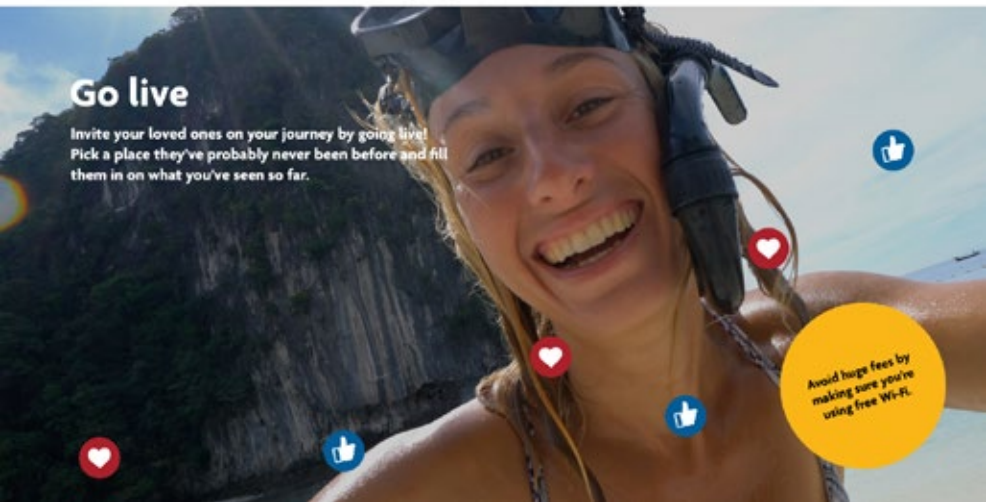 Go live
Invite your loved ones on your journey by going live!
Pick a place they've probably never been before and fill
them in on what you've seen so far.
Avoid huge fees by
making sure you're
using free Wi-Fi.